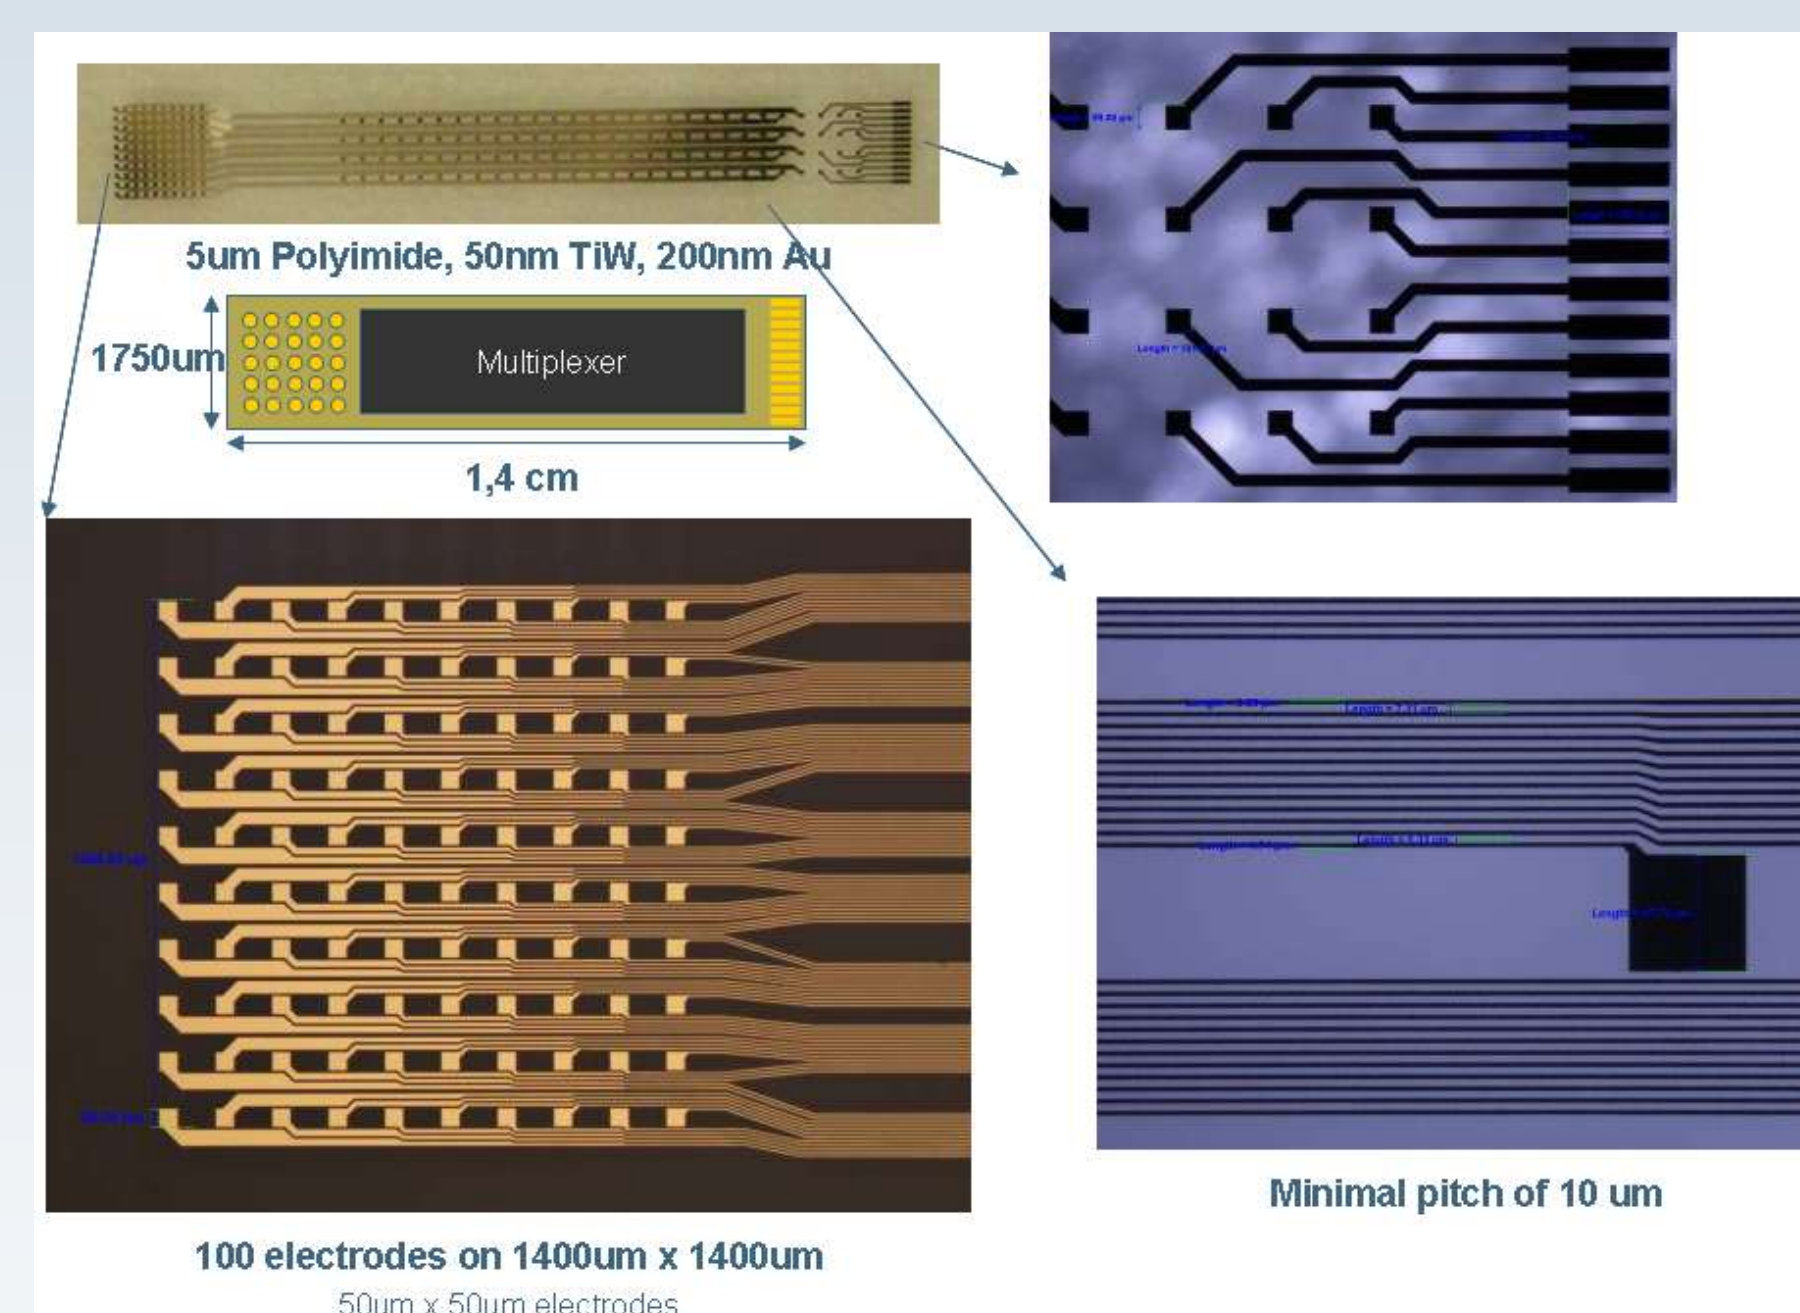 5um Polyimide, 50nm TiW, 200nm Au
1750um
Multiplexer
1,4 cm
Minimal pitch of 10 um
100 electrodes on 1400um x 1400um
50um x 50um electrodes